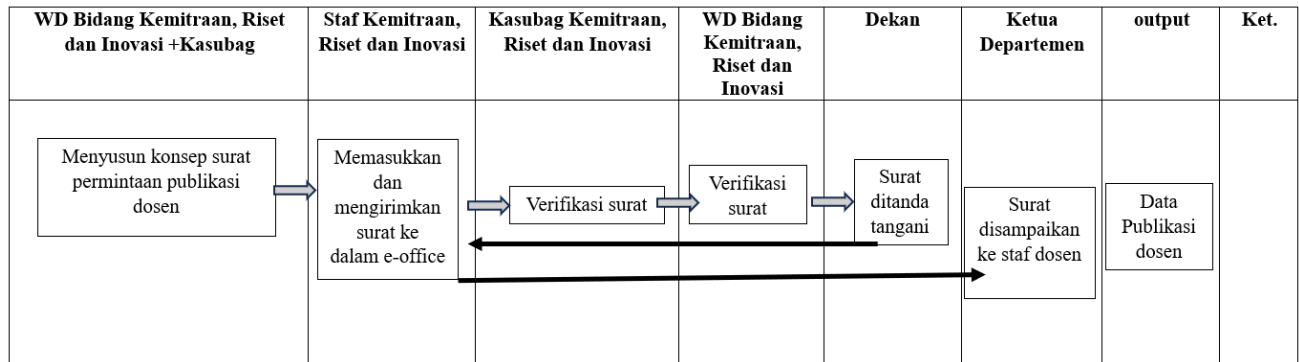 WD Bidang Kemitraan, Riset
dan Inovasi +Kasubag
Staf Kemitraan,
Riset dan Inovasi
Kasubag Kemitraan,
Riset dan Inovasi
WD Bidang
Kemitraan,
Riset dan
Inovasi
Dekan
Ketua
Departemen
output
Ket.
Menyusun konsep surat
permintaan publikasi
dosen
Memasukkan
dan
mengirimkan
surat ke
dalam e-office
Verifikasi surat
Verifikasi
surat
Surat
ditanda
tangani
Surat
disampaikan
ke staf dosen
Data
Publikasi
dosen